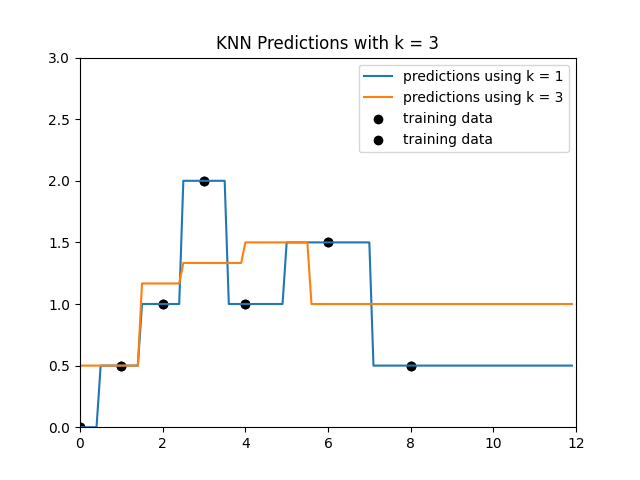 KNN Predictions with k = 3
predictions using k = 1
predictions using k = 3
training data
training data
3.0
2.5
2.0
1.5
1.0
0.5
0.0
0 2 4 6 8 10 12